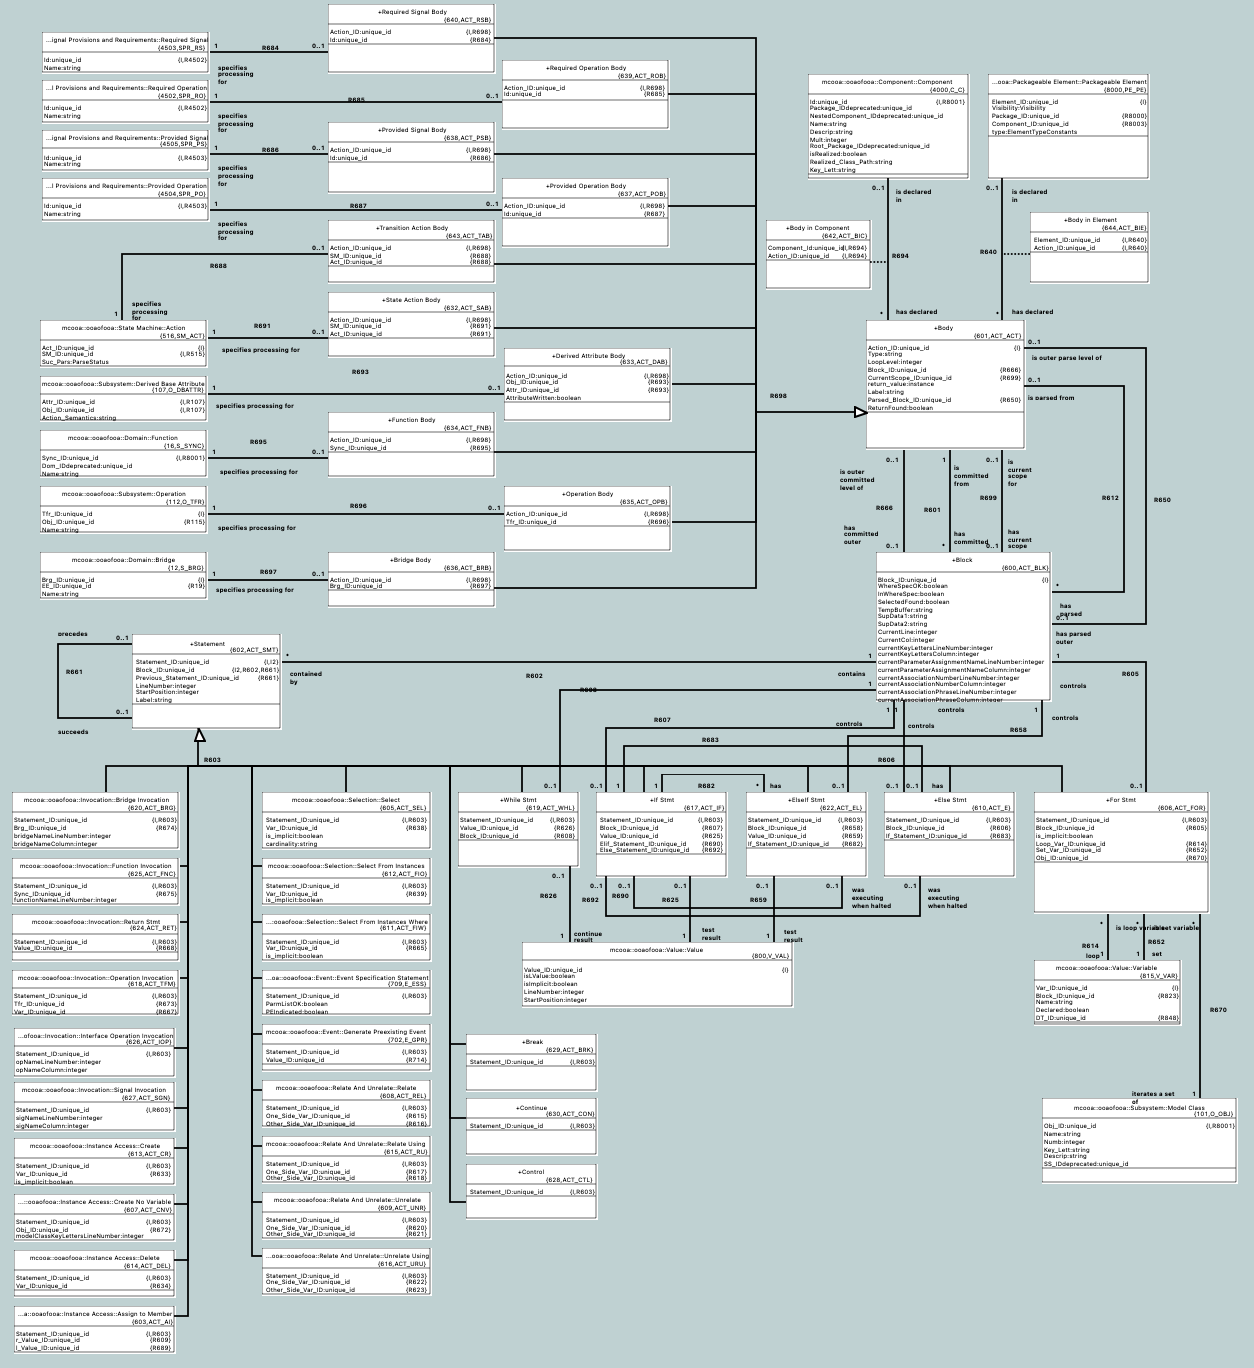 +Required Signal Body
{640,ACT_RSB}
Action_ID:unique_id {I,R698}
Id:unique_id {R684}
...ignal Provisions and Requirements::Required Signal
{4503,SPR_RS}
Id:unique_id {I,R4502}
Name:string
1 R684 0..1
specifies
processing
for
+Required Operation Body
{639,ACT_ROB}
Action_ID:unique_id {I,R698}
Id:unique_id {R685}
...l Provisions and Requirements::Required Operation
{4502,SPR_RO}
Id:unique_id {I,R4502}
Name:string
1 R685 0..1
specifies
processing
for
+Provided Signal Body
{638,ACT_PSB}
Action_ID:unique_id {I,R698}
Id:unique_id {R686}
...ignal Provisions and Requirements::Provided Signal
{4505,SPR_PS}
Id:unique_id {I,R4503}
Name:string
1 R686 0..1
specifies
processing
for
+Provided Operation Body
{637,ACT_POB}
Action_ID:unique_id {I,R698}
Id:unique_id {R687}
...l Provisions and Requirements::Provided Operation
{4504,SPR_PO}
Id:unique_id {I,R4503}
Name:string
1 R687 0..1
specifies
processing
for
+Transition Action Body
{643,ACT_TAB}
Action_ID:unique_id {I,R698}
SM_ID:unique_id {R688}
Act_ID:unique_id {R688}
0..1
R688
1
specifies
processing
for
+State Action Body
{632,ACT_SAB}
Action_ID:unique_id {I,R698}
SM_ID:unique_id {R691}
Act_ID:unique_id {R691}
mcooa::ooaofooa::State Machine::Action
{516,SM_ACT}
Act_ID:unique_id {I}
SM_ID:unique_id {I,R515}
Suc_Pars:ParseStatus
1 R691 0..1
specifies processing for
+Derived Attribute Body
{633,ACT_DAB}
Action_ID:unique_id {I,R698}
Obj_ID:unique_id {R693}
Attr_ID:unique_id {R693}
AttributeWritten:boolean
R693
mcooa::ooaofooa::Subsystem::Derived Base Attribute
{107,O_DBATTR}
Attr_ID:unique_id {I,R107}
Obj_ID:unique_id {I,R107}
Action_Semantics:string
1 0..1
specifies processing for
+Function Body
{634,ACT_FNB}
Action_ID:unique_id {I,R698}
Sync_ID:unique_id {R695}
mcooa::ooaofooa::Domain::Function
{16,S_SYNC}
Sync_ID:unique_id {I,R8001}
Dom_IDdeprecated:unique_id
Name:string
1 R695 0..1
specifies processing for
+Operation Body
{635,ACT_OPB}
Action_ID:unique_id {I,R698}
Tfr_ID:unique_id {R696}
mcooa::ooaofooa::Subsystem::Operation
{112,O_TFR}
Tfr_ID:unique_id {I}
Obj_ID:unique_id {R115}
Name:string
1 R696 0..1
specifies processing for
+Bridge Body
{636,ACT_BRB}
Action_ID:unique_id {I,R698}
Brg_ID:unique_id {R697}
mcooa::ooaofooa::Domain::Bridge
{12,S_BRG}
Brg_ID:unique_id {I}
EE_ID:unique_id {R19}
Name:string
1 R697 0..1
specifies processing for
mcooa::ooaofooa::Component::Component
{4000,C_C}
Id:unique_id {I,R8001}
Package_IDdeprecated:unique_id
NestedComponent_IDdeprecated:unique_id
Name:string
Descrip:string
Mult:integer
Root_Package_IDdeprecated:unique_id
isRealized:boolean
Realized_Class_Path:string
Key_Lett:string
...ooa::Packageable Element::Packageable Element
{8000,PE_PE}
Element_ID:unique_id {I}
Visibility:Visibility
Package_ID:unique_id {R8000}
Component_ID:unique_id {R8003}
type:ElementTypeConstants
0..1 is declared
in
0..1 is declared
in
+Body in Component
{642,ACT_BIC}
Component_Id:unique_id {I,R694}
Action_ID:unique_id {I,R694}
R694
+Body in Element
{644,ACT_BIE}
Element_ID:unique_id {I,R640}
Action_ID:unique_id {I,R640}
R640
* has declared
* has declared
+Body
{601,ACT_ACT}
Action_ID:unique_id {I}
Type:string
LoopLevel:integer
Block_ID:unique_id {R666}
CurrentScope_ID:unique_id {R699}
return_value:instance
Label:string
Parsed_Block_ID:unique_id {R650}
ReturnFound:boolean
R698
0..1
is outer parse level of
0..1
is parsed from
0..1 1 0..1
is outer
committed
level of
is
committed
from
is
current
scope
for
R666 R601 R699 R612 R650
has
committed
outer
has
committed
has
current
scope
0..1 * 0..1
+Block
{600,ACT_BLK}
Block_ID:unique_id {I}
WhereSpecOK:boolean
InWhereSpec:boolean
SelectedFound:boolean
TempBuffer:string
SupData1:string
SupData2:string
CurrentLine:integer
CurrentCol:integer
currentKeyLettersLineNumber:integer
currentKeyLettersColumn:integer
currentParameterAssignmentNameLineNumber:integer
currentParameterAssignmentNameColumn:integer
currentAssociationNumberLineNumber:integer
currentAssociationNumberColumn:integer
currentAssociationPhraseLineNumber:integer
currentAssociationPhraseColumn:integer
*
has
parsed
0..1
has parsed
outer
+Statement
{602,ACT_SMT}
Statement_ID:unique_id {I,I2}
Block_ID:unique_id {I2,R602,R661}
Previous_Statement_ID:unique_id {R661}
LineNumber:integer
StartPosition:integer
Label:string
precedes
0..1
R661
0..1
succeeds
*
contained
by
R602
1
contains
R608
1
1 1 controls
R607 controls
R683
1 controls
R658
1
controls
R605
R603
R606
mcooa::ooaofooa::Invocation::Bridge Invocation
{620,ACT_BRG}
Statement_ID:unique_id {I,R603}
Brg_ID:unique_id {R674}
bridgeNameLineNumber:integer
bridgeNameColumn:integer
mcooa::ooaofooa::Invocation::Function Invocation
{625,ACT_FNC}
Statement_ID:unique_id {I,R603}
Sync_ID:unique_id {R675}
functionNameLineNumber:integer
mcooa::ooaofooa::Invocation::Return Stmt
{624,ACT_RET}
Statement_ID:unique_id {I,R603}
Value_ID:unique_id {R668}
mcooa::ooaofooa::Invocation::Operation Invocation
{618,ACT_TFM}
Statement_ID:unique_id {I,R603}
Tfr_ID:unique_id {R673}
Var_ID:unique_id {R667}
...ofooa::Invocation::Interface Operation Invocation
{626,ACT_IOP}
Statement_ID:unique_id {I,R603}
opNameLineNumber:integer
opNameColumn:integer
mcooa::ooaofooa::Invocation::Signal Invocation
{627,ACT_SGN}
Statement_ID:unique_id {I,R603}
sigNameLineNumber:integer
sigNameColumn:integer
mcooa::ooaofooa::Instance Access::Create
{613,ACT_CR}
Statement_ID:unique_id {I,R603}
Var_ID:unique_id {R633}
is_implicit:boolean
...::ooaofooa::Instance Access::Create No Variable
{607,ACT_CNV}
Statement_ID:unique_id {I,R603}
Obj_ID:unique_id {R672}
modelClassKeyLettersLineNumber:integer
mcooa::ooaofooa::Instance Access::Delete
{614,ACT_DEL}
Statement_ID:unique_id {I,R603}
Var_ID:unique_id {R634}
...a::ooaofooa::Instance Access::Assign to Member
{603,ACT_AI}
Statement_ID:unique_id {I,R603}
r_Value_ID:unique_id {R609}
l_Value_ID:unique_id {R689}
mcooa::ooaofooa::Selection::Select
{605,ACT_SEL}
Statement_ID:unique_id {I,R603}
Var_ID:unique_id {R638}
is_implicit:boolean
cardinality:string
mcooa::ooaofooa::Selection::Select From Instances
{612,ACT_FIO}
Statement_ID:unique_id {I,R603}
Var_ID:unique_id {R639}
is_implicit:boolean
...:ooaofooa::Selection::Select From Instances Where
{611,ACT_FIW}
Statement_ID:unique_id {I,R603}
Var_ID:unique_id {R665}
is_implicit:boolean
...oa::ooaofooa::Event::Event Specification Statement
{709,E_ESS}
Statement_ID:unique_id {I,R603}
ParmListOK:boolean
PEIndicated:boolean
mcooa::ooaofooa::Event::Generate Preexisting Event
{702,E_GPR}
Statement_ID:unique_id {I,R603}
Value_ID:unique_id {R714}
mcooa::ooaofooa::Relate And Unrelate::Relate
{608,ACT_REL}
Statement_ID:unique_id {I,R603}
One_Side_Var_ID:unique_id {R615}
Other_Side_Var_ID:unique_id {R616}
mcooa::ooaofooa::Relate And Unrelate::Relate Using
{615,ACT_RU}
Statement_ID:unique_id {I,R603}
One_Side_Var_ID:unique_id {R617}
Other_Side_Var_ID:unique_id {R618}
mcooa::ooaofooa::Relate And Unrelate::Unrelate
{609,ACT_UNR}
Statement_ID:unique_id {I,R603}
One_Side_Var_ID:unique_id {R620}
Other_Side_Var_ID:unique_id {R621}
...ooa::ooaofooa::Relate And Unrelate::Unrelate Using
{616,ACT_URU}
Statement_ID:unique_id {I,R603}
One_Side_Var_ID:unique_id {R622}
Other_Side_Var_ID:unique_id {R623}
0..1 0..1 1 1 R682 * has 0..1 0..1 0..1 has 0..1
+While Stmt
{619,ACT_WHL}
Statement_ID:unique_id {I,R603}
Value_ID:unique_id {R626}
Block_ID:unique_id {R608}
+If Stmt
{617,ACT_IF}
Statement_ID:unique_id {I,R603}
Block_ID:unique_id {R607}
Value_ID:unique_id {R625}
Elif_Statement_ID:unique_id {R690}
Else_Statement_ID:unique_id {R692}
+ElseIf Stmt
{622,ACT_EL}
Statement_ID:unique_id {I,R603}
Block_ID:unique_id {R658}
Value_ID:unique_id {R659}
If_Statement_ID:unique_id {R682}
+Else Stmt
{610,ACT_E}
Statement_ID:unique_id {I,R603}
Block_ID:unique_id {R606}
If_Statement_ID:unique_id {R683}
+For Stmt
{606,ACT_FOR}
Statement_ID:unique_id {I,R603}
Block_ID:unique_id {R605}
is_implicit:boolean
Loop_Var_ID:unique_id {R614}
Set_Var_ID:unique_id {R652}
Obj_ID:unique_id {R670}
0..1 0..1 0..1 0..1 0..1 0..1 0..1
was
executing
when halted
was
executing
when halted
R626 R692 R690 R625 R659
1 continue
result
1 test
result
1 test
result
mcooa::ooaofooa::Value::Value
{800,V_VAL}
Value_ID:unique_id {I}
isLValue:boolean
isImplicit:boolean
LineNumber:integer
StartPosition:integer
* * *
is loop variable
is set variable
R614 R652
loop 1 1 set
mcooa::ooaofooa::Value::Variable
{815,V_VAR}
Var_ID:unique_id {I}
Block_ID:unique_id {R823}
Name:string
Declared:boolean
DT_ID:unique_id {R848}
R670
+Break
{629,ACT_BRK}
Statement_ID:unique_id {I,R603}
+Continue
{630,ACT_CON}
Statement_ID:unique_id {I,R603}
+Control
{628,ACT_CTL}
Statement_ID:unique_id {I,R603}
iterates a set 1
of
mcooa::ooaofooa::Subsystem::Model Class
{101,O_OBJ}
Obj_ID:unique_id {I,R8001}
Name:string
Numb:integer
Key_Lett:string
Descrip:string
SS_IDdeprecated:unique_id